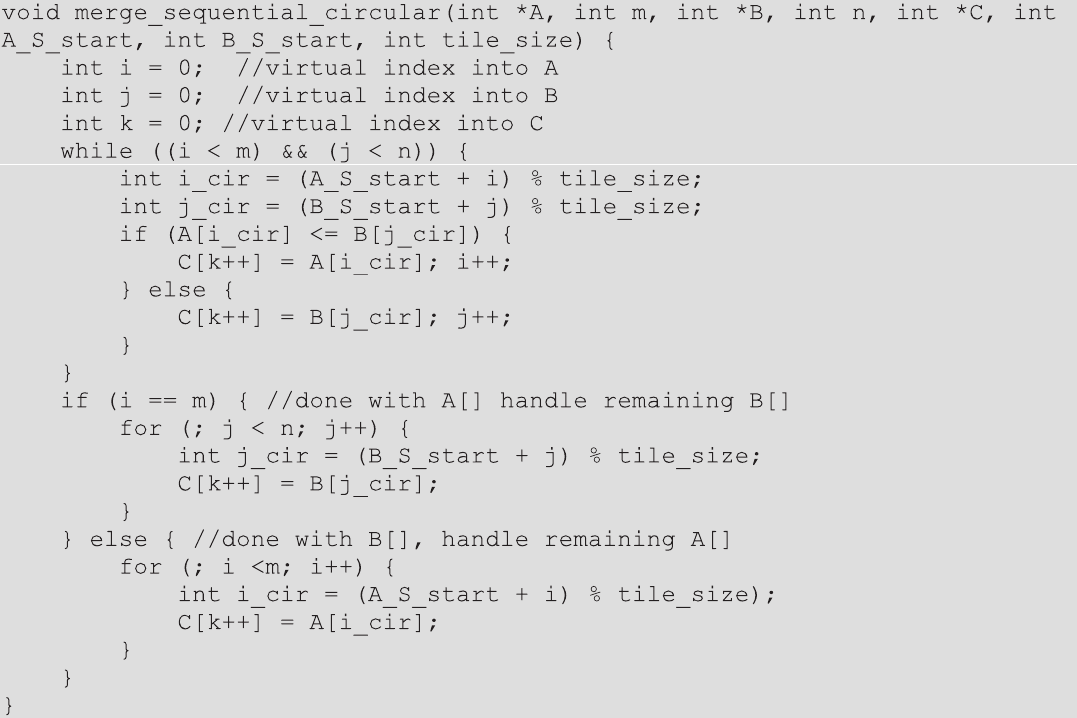 void merge_sequential_circular(int *A, int m, int *B, int n, int *C, int
A_S_start, int B_S_start, int tile_size) {
    int i = 0;  //virtual index into A
    int j = 0;  //virtual index into B
    int k = 0; //virtual index into C
    while ((i < m) && (j < n)) {
        int i_cir = (A_S_start + i) % tile_size;
        int j_cir = (B_S_start + j) % tile_size;
        if (A[i_cir] <= B[j_cir]) {
            C[k++] = A[i_cir]; i++;
        } else {
            C[k++] = B[j_cir]; j++;
        }
    }
    if (i == m) { //done with A[] handle remaining B[]
        for (; j < n; j++) {
            int j_cir = (B_S_start + j) % tile_size;
            C[k++] = B[j_cir];
        }
    } else { //done with B[], handle remaining A[]
        for (; i <m; i++) {
            int i_cir = (A_S_start + i) % tile_size);
            C[k++] = A[i_cir];
        }
    }
}